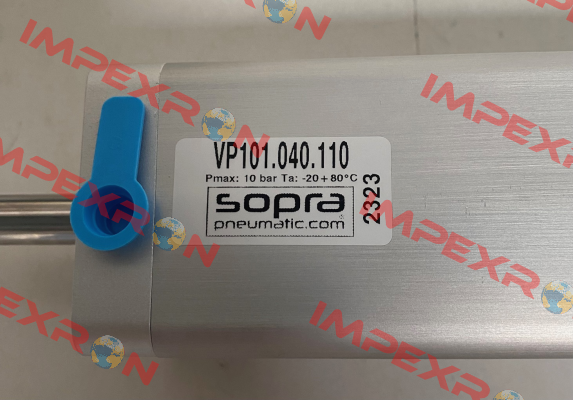 VP101.040.110
Pmax: 10 bar Ta: -20+80°C
sopra
pneumatic.com
2323
IMPEXRON
IMPEXRON
IMPEXRON
IMPEXRON
IMPEXRON
IMPEXRON